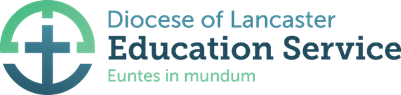 Diocese of Lancaster
Education Service
Euntes in mundum